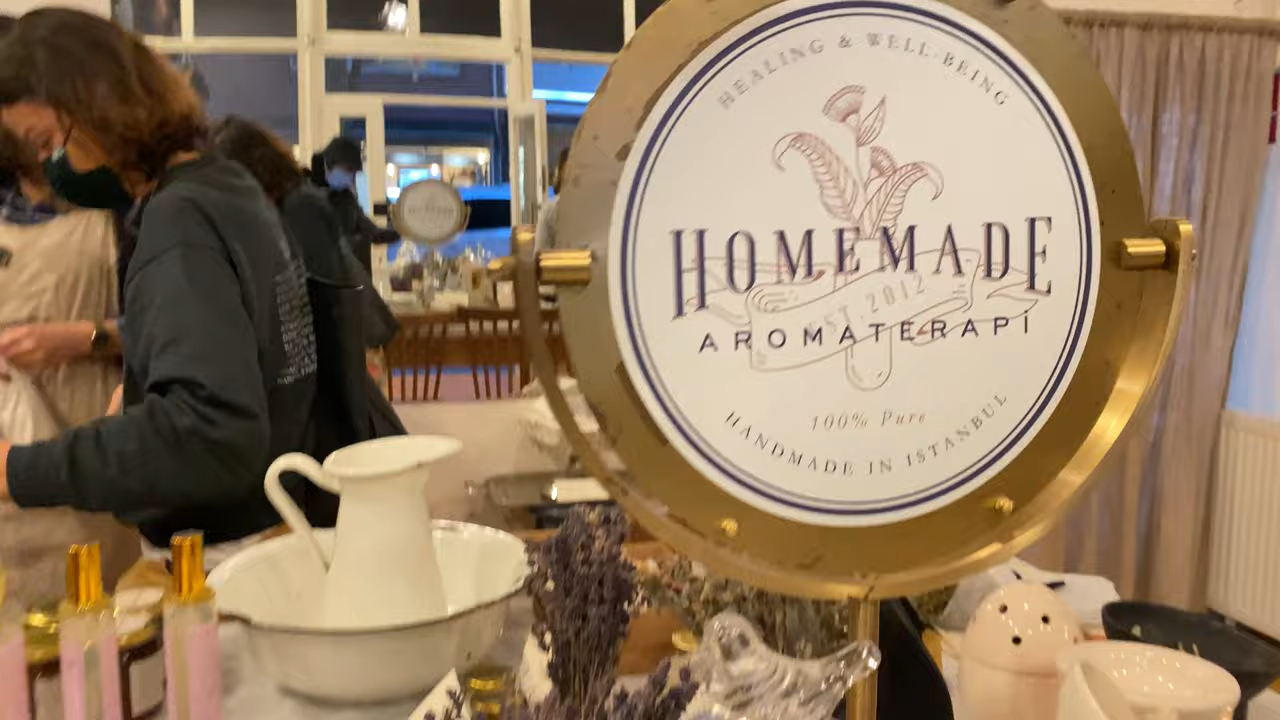 HEALING & WELL-BEING
HOMEMADE
EST. 2012
AROMATERAPİ
100% Pure
HANDMADE IN ISTANBUL